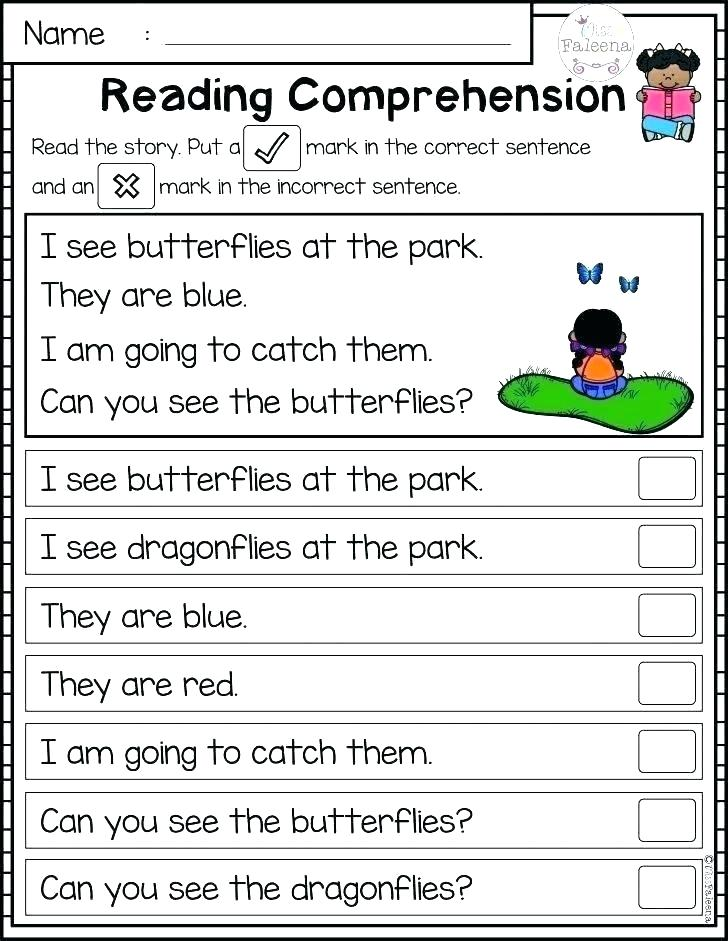 Name : ____________________
Miss
Faleena
Reading Comprehension
Read the story. Put a ✓ mark in the correct sentence
and an ✖ mark in the incorrect sentence.
I see butterflies at the park.
They are blue.
I am going to catch them.
Can you see the butterflies?
I see butterflies at the park.
I see dragonflies at the park.
They are blue.
They are red.
I am going to catch them.
Can you see the butterflies?
Can you see the dragonflies?
©MissFaleena